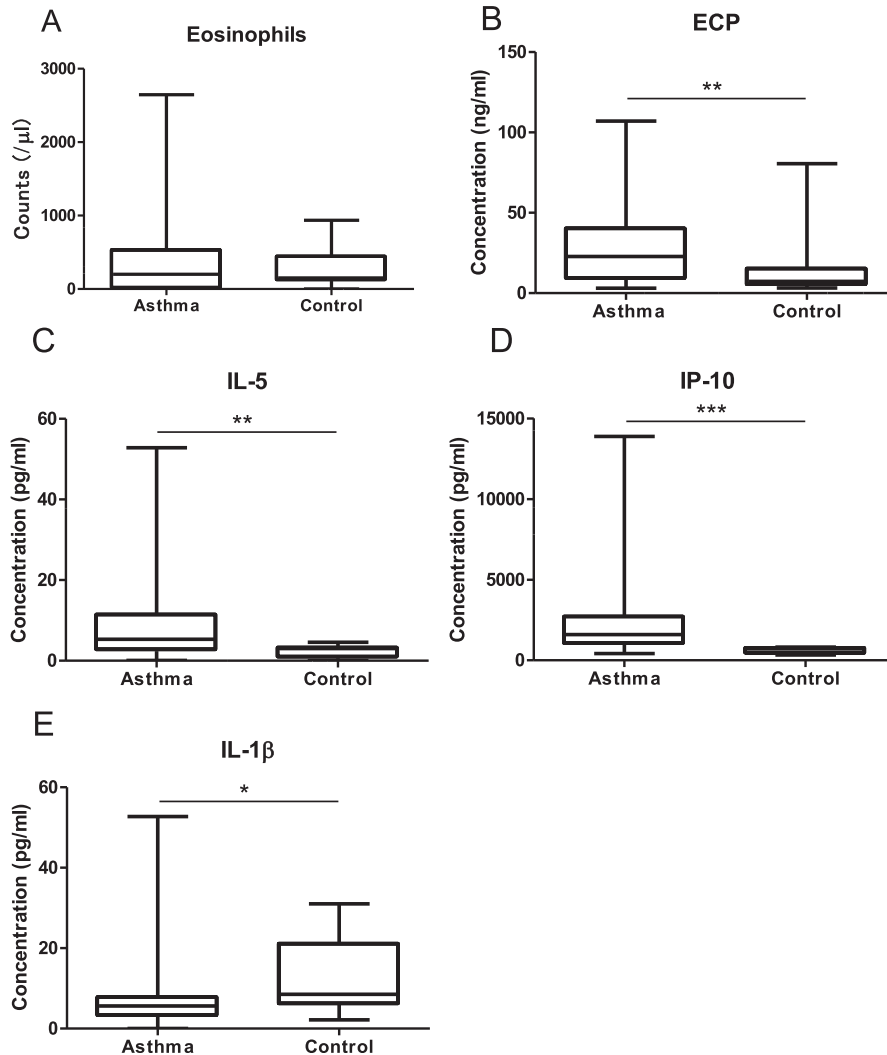 A
Eosinophils
Counts (/μl)
3000
2000
1000
0
Asthma
Control
B
ECP
Concentration (ng/ml)
150
100
50
0
**
Asthma
Control
C
IL-5
Concentration (pg/ml)
60
40
20
0
**
Asthma
Control
D
IP-10
Concentration (pg/ml)
15000
10000
5000
0
***
Asthma
Control
E
IL-1β
Concentration (pg/ml)
60
40
20
0
*
Asthma
Control